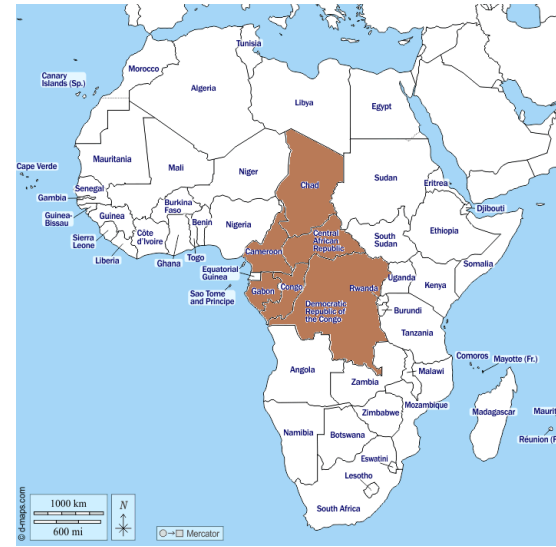 Tunisia
Morocco
Canary
Islands (Sp.)
Algeria
Libya
Egypt
Cape Verde
Mauritania
Mali
Niger
Chad
Sudan
Eritrea
Djibouti
Senegal
Gambia
Guinea-
Bissau
Guinea
Burkina
Faso
Benin
Nigeria
Sierra
Leone
Côte
d'Ivoire
Liberia
Ghana
Togo
Cameroon
Central
African
Republic
South
Sudan
Ethiopia
Somalia
Equatorial
Guinea
Sao Tome
and Principe
Gabon
Congo
Democratic
Republic of
the Congo
Rwanda
Uganda
Kenya
Burundi
Tanzania
Comoros
Mayotte (Fr.)
Angola
Zambia
Malawi
Mozambique
Zimbabwe
Madagascar
Maurit
Réunion (F
Namibia
Botswana
Eswatini
Lesotho
South Africa
© d-maps.com
1000 km
600 mi
N
Mercator